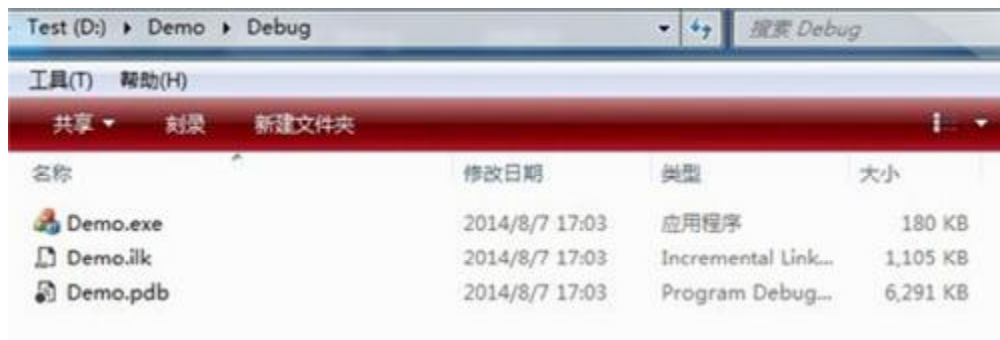 Test (D:) Demo Debug 搜索 Debug
工具(T) 帮助(H)
共享 刻录 新建文件夹
名称 修改日期 类型 大小
Demo.exe 2014/8/7 17:03 应用程序 180 KB
Demo.ilk 2014/8/7 17:03 Incremental Link... 1,105 KB
Demo.pdb 2014/8/7 17:03 Program Debug... 6,291 KB